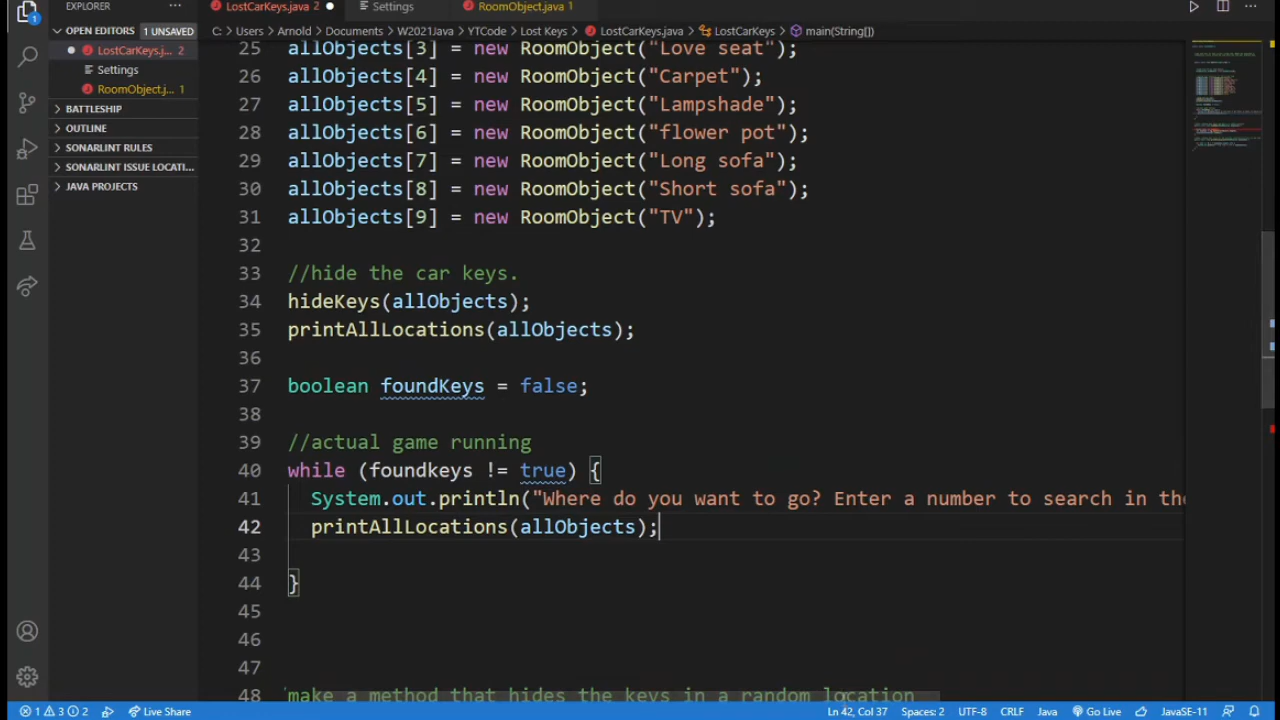 EXPLORER ··· LostCarKeys.java ● Settings RoomObject.java 1 ···
1
OPEN EDITORS 1 UNSAVED
C: > Users > Arnold > Documents > W2021Java > YTCode > Lost Keys > LostCarKeys.java > LostCarKeys > main(String[])
LostCarKeys.j... 2
Settings
RoomObject.j... 1
BATTLESHIP
OUTLINE
SONARLINT RULES
SONARLINT ISSUE LOCATI...
JAVA PROJECTS
25 allObjects[3] = new RoomObject("Love seat");
26 allObjects[4] = new RoomObject("Carpet");
27 allObjects[5] = new RoomObject("Lampshade");
28 allObjects[6] = new RoomObject("flower pot");
29 allObjects[7] = new RoomObject("Long sofa");
30 allObjects[8] = new RoomObject("Short sofa");
31 allObjects[9] = new RoomObject("TV");
32
33 //hide the car keys.
34 hideKeys(allObjects);
35 printAllLocations(allObjects);
36
37 boolean foundKeys = false;
38
39 //actual game running
40 while (foundkeys != true) {
41 System.out.println("Where do you want to go? Enter a number to search in the
42 printAllLocations(allObjects);
43
44 }
45
46
47
48 make a method that hides the keys in a random location
1 3 2 Live Share Ln 42, Col 37 Spaces: 2 UTF-8 CRLF Java Go Live JavaSE-11